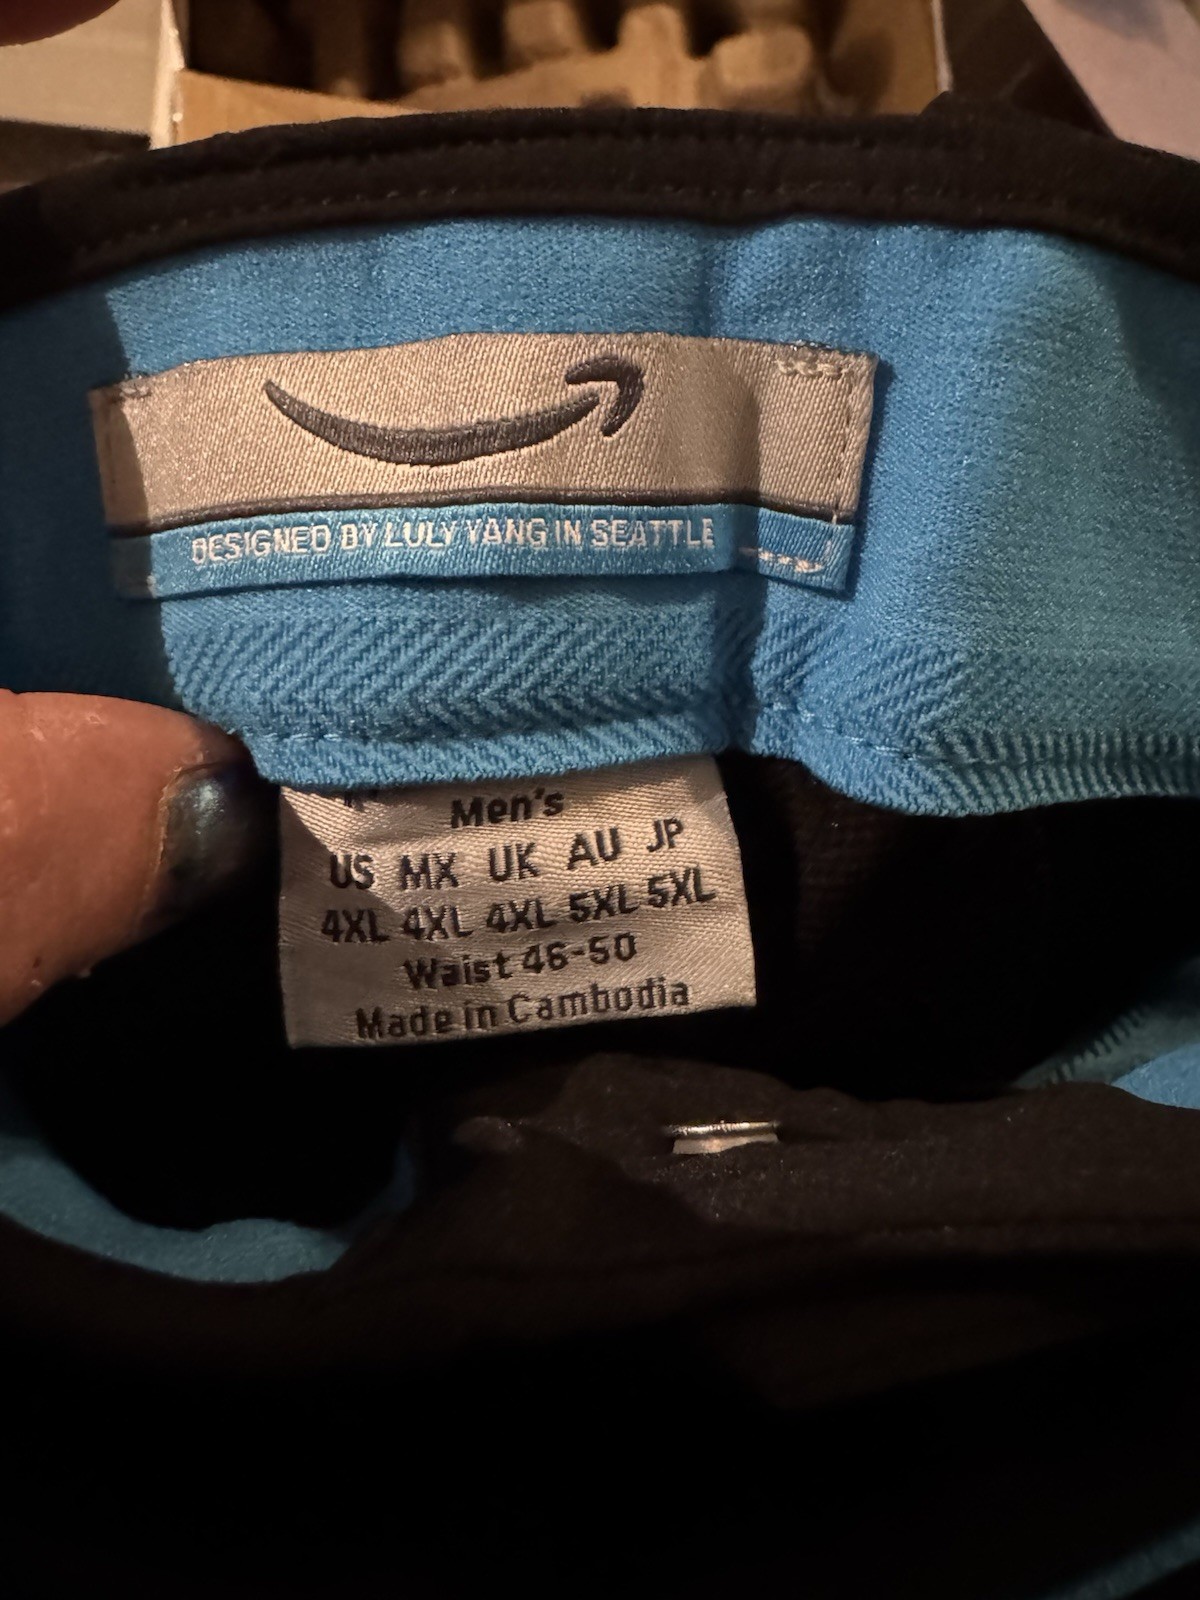 DESIGNED BY LULY YANG IN SEATTLE
Men's
US MX UK AU JP
4XL 4XL 4XL 5XL 5XL
Waist 46-50
Made in Cambodia